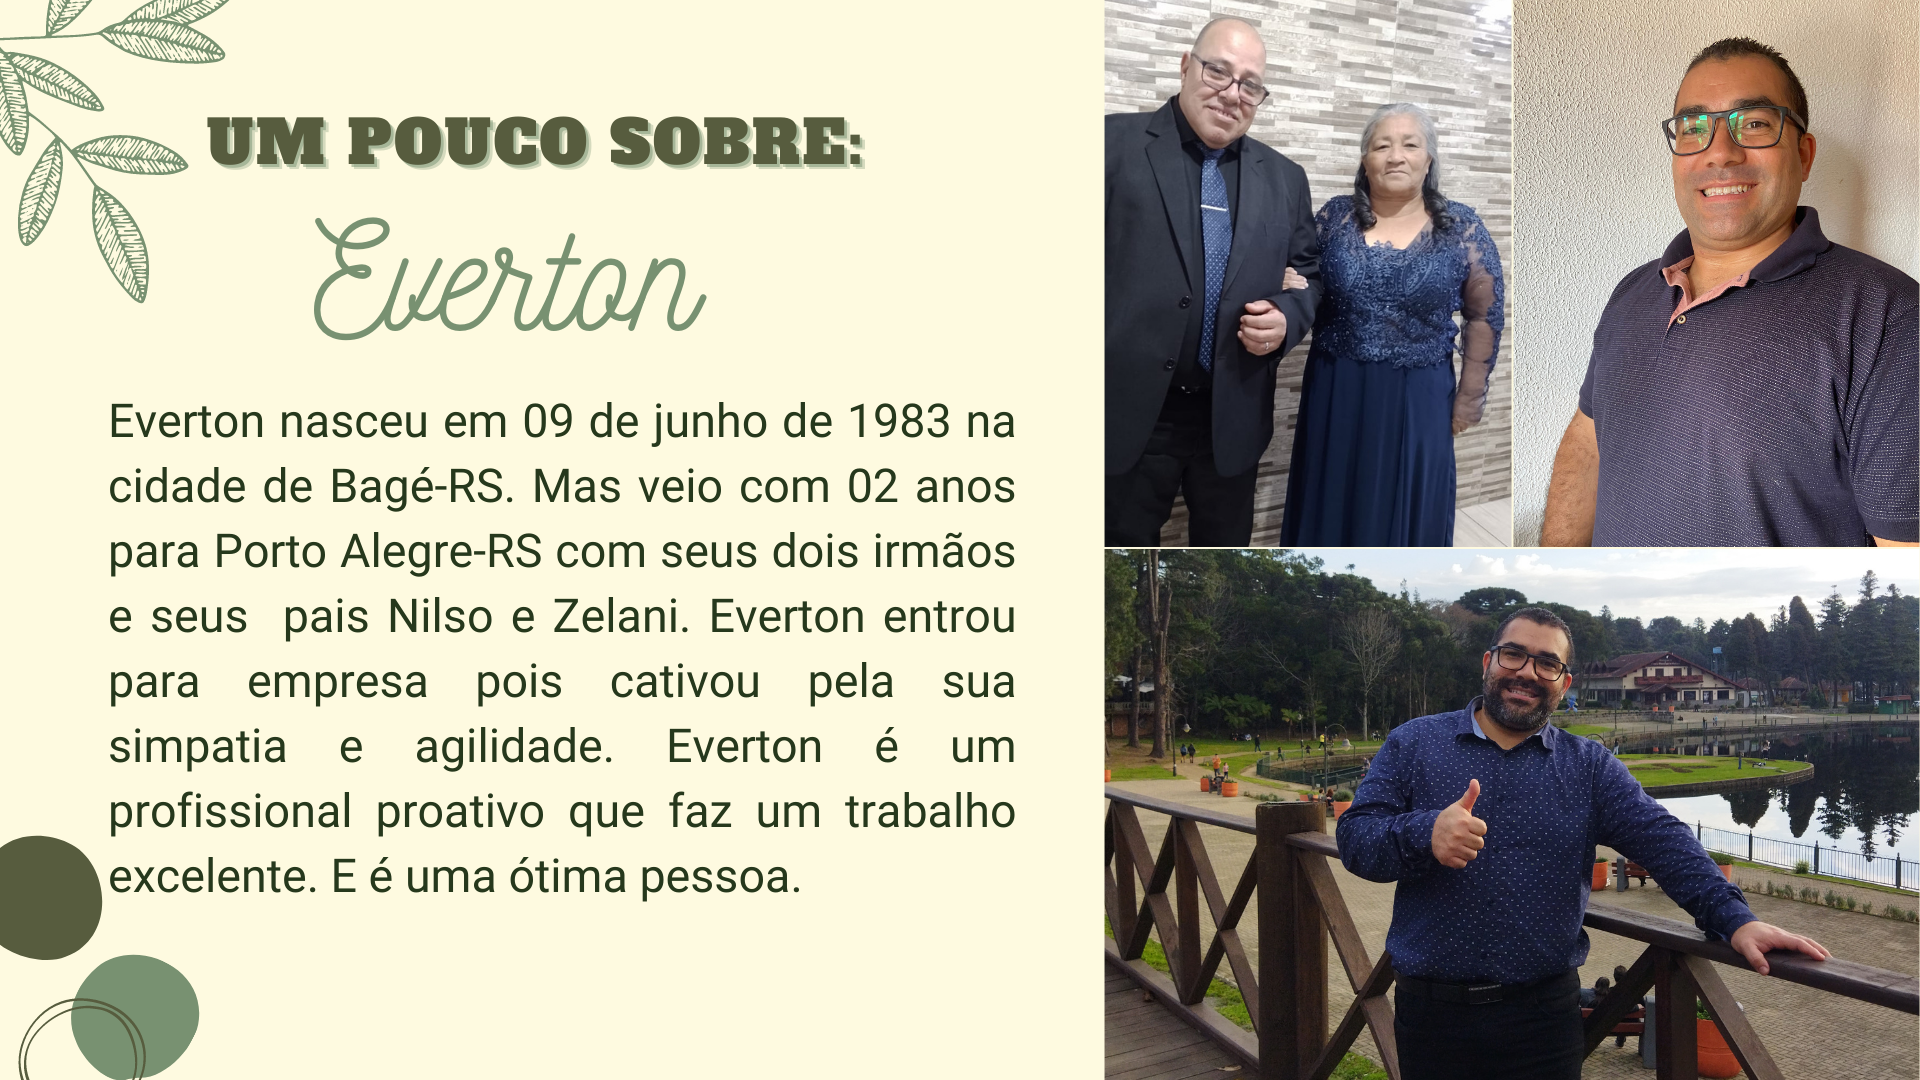 UM POUCO SOBRE:
Everton
Everton nasceu em 09 de junho de 1983 na
cidade de Bagé-RS. Mas veio com 02 anos
para Porto Alegre-RS com seus dois irmãos
e seus  pais Nilso e Zelani. Everton entrou
para empresa pois cativou pela sua
simpatia e agilidade. Everton é um
profissional proativo que faz um trabalho
excelente. E é uma ótima pessoa.